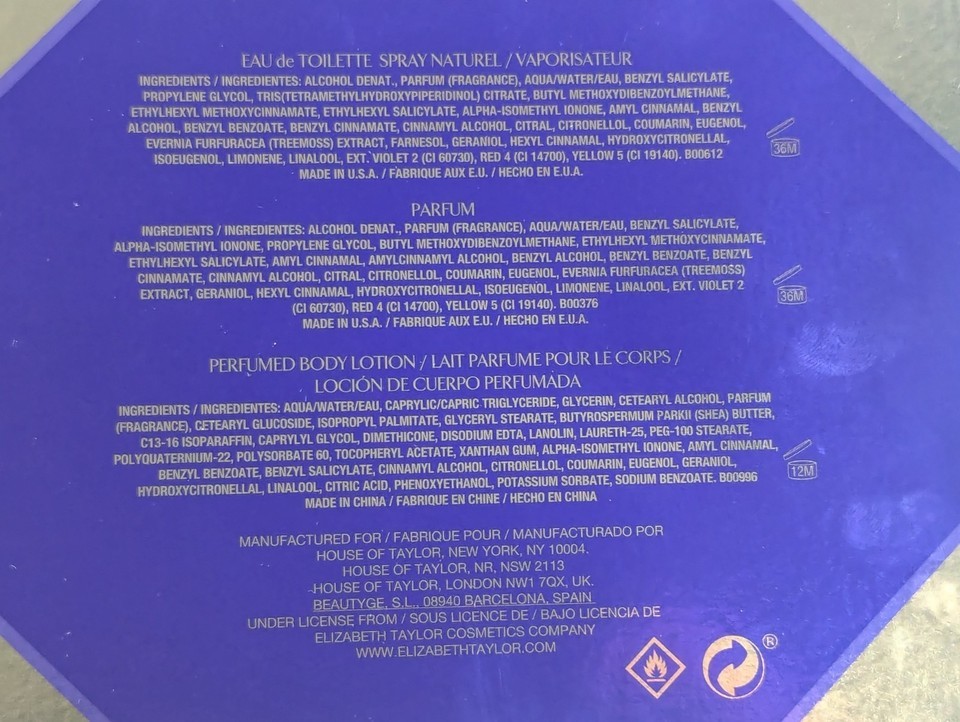 EAU de TOILETTE SPRAY NATUREL / VAPORISATEUR
INGREDIENTS / INGREDIENTES: ALCOHOL DENAT., PARFUM (FRAGRANCE), AQUA/WATER/EAU, BENZYL SALICYLATE,
PROPYLENE GLYCOL, TRIS(TETRAMETHYLHYDROXYPIPERIDINOL) CITRATE, BUTYL METHOXYDIBENZOYLMETHANE,
ETHYLHEXYL METHOXYCINNAMATE, ETHYLHEXYL SALICYLATE, ALPHA-ISOMETHYL IONONE, AMYL CINNAMAL, BENZYL
ALCOHOL, BENZYL BENZOATE, BENZYL CINNAMATE, CINNAMYL ALCOHOL, CITRAL, CITRONELLOL, COUMARIN, EUGENOL,
EVERNIA FURFURACEA (TREEMOSS) EXTRACT, FARNESOL, GERANIOL, HEXYL CINNAMAL, HYDROXYCITRONELLAL,
ISOEUGENOL, LIMONENE, LINALOOL, EXT. VIOLET 2 (CI 60730), RED 4 (CI 14700), YELLOW 5 (CI 19140). B00612
MADE IN U.S.A. / FABRIQUE AUX E.U. / HECHO EN E.U.A.
36M
PARFUM
INGREDIENTS / INGREDIENTES: ALCOHOL DENAT., PARFUM (FRAGRANCE), AQUA/WATER/EAU, BENZYL SALICYLATE,
ALPHA-ISOMETHYL IONONE, PROPYLENE GLYCOL, BUTYL METHOXYDIBENZOYLMETHANE, ETHYLHEXYL METHOXYCINNAMATE,
ETHYLHEXYL SALICYLATE, AMYL CINNAMAL, AMYLCINNAMYL ALCOHOL, BENZYL ALCOHOL, BENZYL BENZOATE, BENZYL
CINNAMATE, CINNAMYL ALCOHOL, CITRAL, CITRONELLOL, COUMARIN, EUGENOL, EVERNIA FURFURACEA (TREEMOSS)
EXTRACT, GERANIOL, HEXYL CINNAMAL, HYDROXYCITRONELLAL, ISOEUGENOL, LIMONENE, LINALOOL, EXT. VIOLET 2
(CI 60730), RED 4 (CI 14700), YELLOW 5 (CI 19140). B00376
MADE IN U.S.A. / FABRIQUE AUX E.U. / HECHO EN E.U.A.
36M
PERFUMED BODY LOTION / LAIT PARFUME POUR LE CORPS /
LOCIÓN DE CUERPO PERFUMADA
INGREDIENTS / INGREDIENTES: AQUA/WATER/EAU, CAPRYLIC/CAPRIC TRIGLYCERIDE, GLYCERIN, CETEARYL ALCOHOL, PARFUM
(FRAGRANCE), CETEARYL GLUCOSIDE, ISOPROPYL PALMITATE, GLYCERYL STEARATE, BUTYROSPERMUM PARKII (SHEA) BUTTER,
C13-16 ISOPARAFFIN, CAPRYLYL GLYCOL, DIMETHICONE, DISODIUM EDTA, LANOLIN, LAURETH-25, PEG-100 STEARATE,
POLYQUATERNIUM-22, POLYSORBATE 60, TOCOPHERYL ACETATE, XANTHAN GUM, ALPHA-ISOMETHYL IONONE, AMYL CINNAMAL,
BENZYL BENZOATE, BENZYL SALICYLATE, CINNAMYL ALCOHOL, CITRONELLOL, COUMARIN, EUGENOL, GERANIOL,
HYDROXYCITRONELLAL, LINALOOL, CITRIC ACID, PHENOXYETHANOL, POTASSIUM SORBATE, SODIUM BENZOATE. B00996
MADE IN CHINA / FABRIQUE EN CHINE / HECHO EN CHINA
12M
MANUFACTURED FOR / FABRIQUE POUR / MANUFACTURADO POR
HOUSE OF TAYLOR, NEW YORK, NY 10004.
HOUSE OF TAYLOR, NR, NSW 2113
HOUSE OF TAYLOR, LONDON NW1 7QX, UK.
BEAUTYGE, S.L., 08940 BARCELONA, SPAIN
UNDER LICENSE FROM / SOUS LICENCE DE / BAJO LICENCIA DE
ELIZABETH TAYLOR COSMETICS COMPANY
WWW.ELIZABETHTAYLOR.COM
®